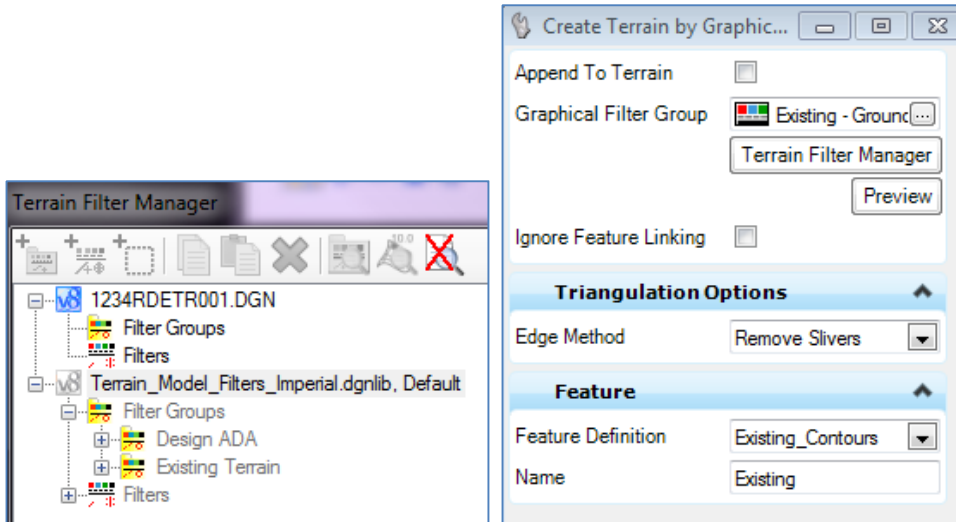 Terrain Filter Manager
10.0
1234RDETR001.DGN
Filter Groups
Filters
Terrain_Model_Filters_Imperial.dgnlib, Default
Filter Groups
Design ADA
Existing Terrain
Filters
Create Terrain by Graphic...
Append To Terrain
Graphical Filter Group Existing - Ground ...
Terrain Filter Manager
Preview
Ignore Feature Linking
Triangulation Options
Edge Method Remove Slivers
Feature
Feature Definition Existing_Contours
Name Existing